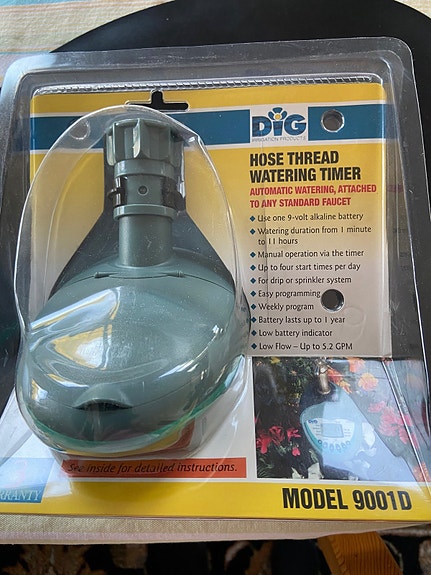 DIG
IRRIGATION PRODUCTS
HOSE THREAD
WATERING TIMER
AUTOMATIC WATERING, ATTACHED
TO ANY STANDARD FAUCET
Use one 9-volt alkaline battery
Watering duration from 1 minute
to 11 hours
Manual operation via the timer
Up to four start times per day
For drip or sprinkler system
Easy programming
Weekly program
Battery lasts up to 1 year
Low battery indicator
Low Flow – Up to 5.2 GPM
DIG
See inside for detailed instructions.
MODEL 9001D